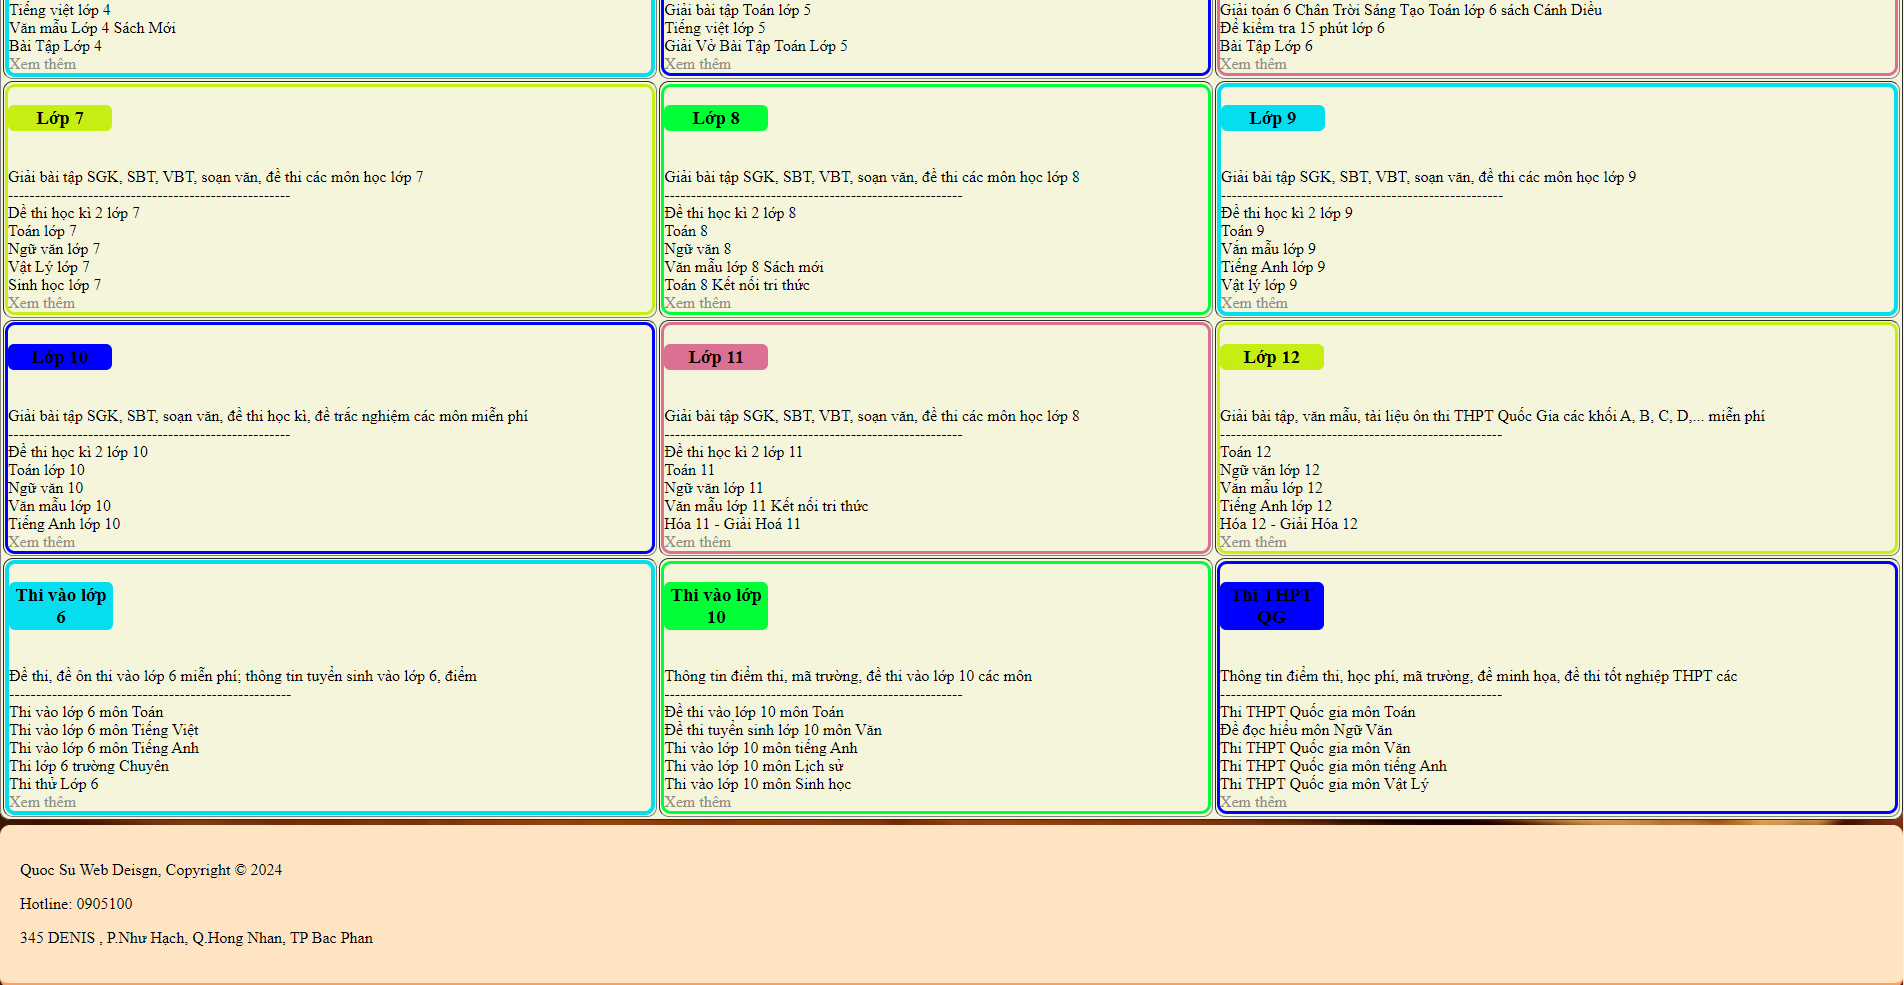 Tiếng việt lớp 4
Văn mẫu Lớp 4 Sách Mới
Bài Tập Lớp 4
Xem thêm
Giải bài tập Toán lớp 5
Tiếng việt lớp 5
Giải Vở Bài Tập Toán Lớp 5
Xem thêm
Giải toán 6 Chân Trời Sáng Tạo Toán lớp 6 sách Cánh Diều
Đề kiểm tra 15 phút lớp 6
Bài Tập Lớp 6
Xem thêm
Lớp 7
Giải bài tập SGK, SBT, VBT, soạn văn, đề thi các môn học lớp 7
-----------------------------------------------------
Dề thi học kì 2 lớp 7
Toán lớp 7
Ngữ văn lớp 7
Vật Lý lớp 7
Sinh học lớp 7
Xem thêm
Lớp 8
Giải bài tập SGK, SBT, VBT, soạn văn, đề thi các môn học lớp 8
--------------------------------------------------------
Đề thi học kì 2 lớp 8
Toán 8
Ngữ văn 8
Văn mẫu lớp 8 Sách mới
Toán 8 Kết nối tri thức
Xem thêm
Lớp 9
Giải bài tập SGK, SBT, VBT, soạn văn, đề thi các môn học lớp 9
-----------------------------------------------------
Đề thi học kì 2 lớp 9
Toán 9
Văn mẫu lớp 9
Tiếng Anh lớp 9
Vật lý lớp 9
Xem thêm
Lớp 10
Giải bài tập SGK, SBT, soạn văn, đề thi học kì, đề trắc nghiệm các môn miễn phí
-----------------------------------------------------
Đề thi học kì 2 lớp 10
Toán lớp 10
Ngữ văn 10
Văn mẫu lớp 10
Tiếng Anh lớp 10
Xem thêm
Lớp 11
Giải bài tập SGK, SBT, VBT, soạn văn, đề thi các môn học lớp 8
--------------------------------------------------------
Đề thi học kì 2 lớp 11
Toán 11
Ngữ văn lớp 11
Văn mẫu lớp 11 Kết nối tri thức
Hóa 11 - Giải Hoá 11
Xem thêm
Lớp 12
Giải bài tập, văn mẫu, tài liệu ôn thi THPT Quốc Gia các khối A, B, C, D,... miễn phí
-----------------------------------------------------
Toán 12
Ngữ văn lớp 12
Văn mẫu lớp 12
Tiếng Anh lớp 12
Hóa 12 - Giải Hóa 12
Xem thêm
Thi vào lớp
6
Đề thi, đề ôn thi vào lớp 6 miễn phí; thông tin tuyển sinh vào lớp 6, điểm
-----------------------------------------------------
Thi vào lớp 6 môn Toán
Thi vào lớp 6 môn Tiếng Việt
Thi vào lớp 6 môn Tiếng Anh
Thi lớp 6 trường Chuyên
Thi thử Lớp 6
Xem thêm
Thi vào lớp
10
Thông tin điểm thi, mã trường, đề thi vào lớp 10 các môn
--------------------------------------------------------
Đề thi vào lớp 10 môn Toán
Đề thi tuyển sinh lớp 10 môn Văn
Thi vào lớp 10 môn tiếng Anh
Thi vào lớp 10 môn Lịch sử
Thi vào lớp 10 môn Sinh học
Xem thêm
Thi THPT
QG
Thông tin điểm thi, học phí, mã trường, đề minh họa, đề thi tốt nghiệp THPT các
-----------------------------------------------------
Thi THPT Quốc gia môn Toán
Đề đọc hiểu môn Ngữ Văn
Thi THPT Quốc gia môn Văn
Thi THPT Quốc gia môn tiếng Anh
Thi THPT Quốc gia môn Vật Lý
Xem thêm
Quoc Su Web Deisgn, Copyright © 2024
Hotline: 0905100
345 DENIS , P.Như Hạch, Q.Hong Nhan, TP Bac Phan